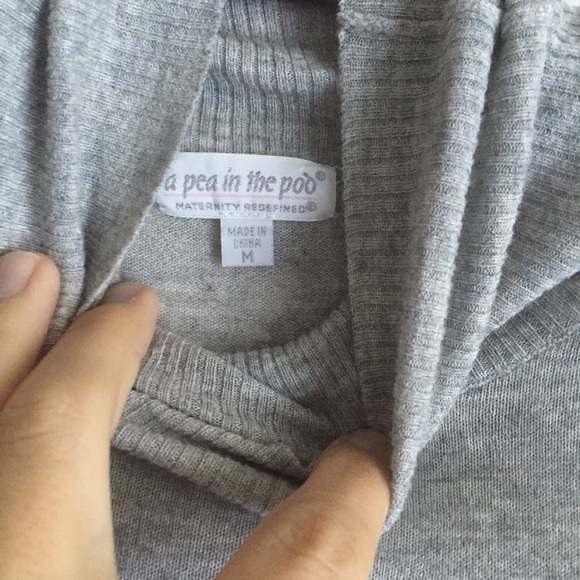 a pea in the pod®
MATERNITY REDEFINED®
MADE IN
CHINA
M